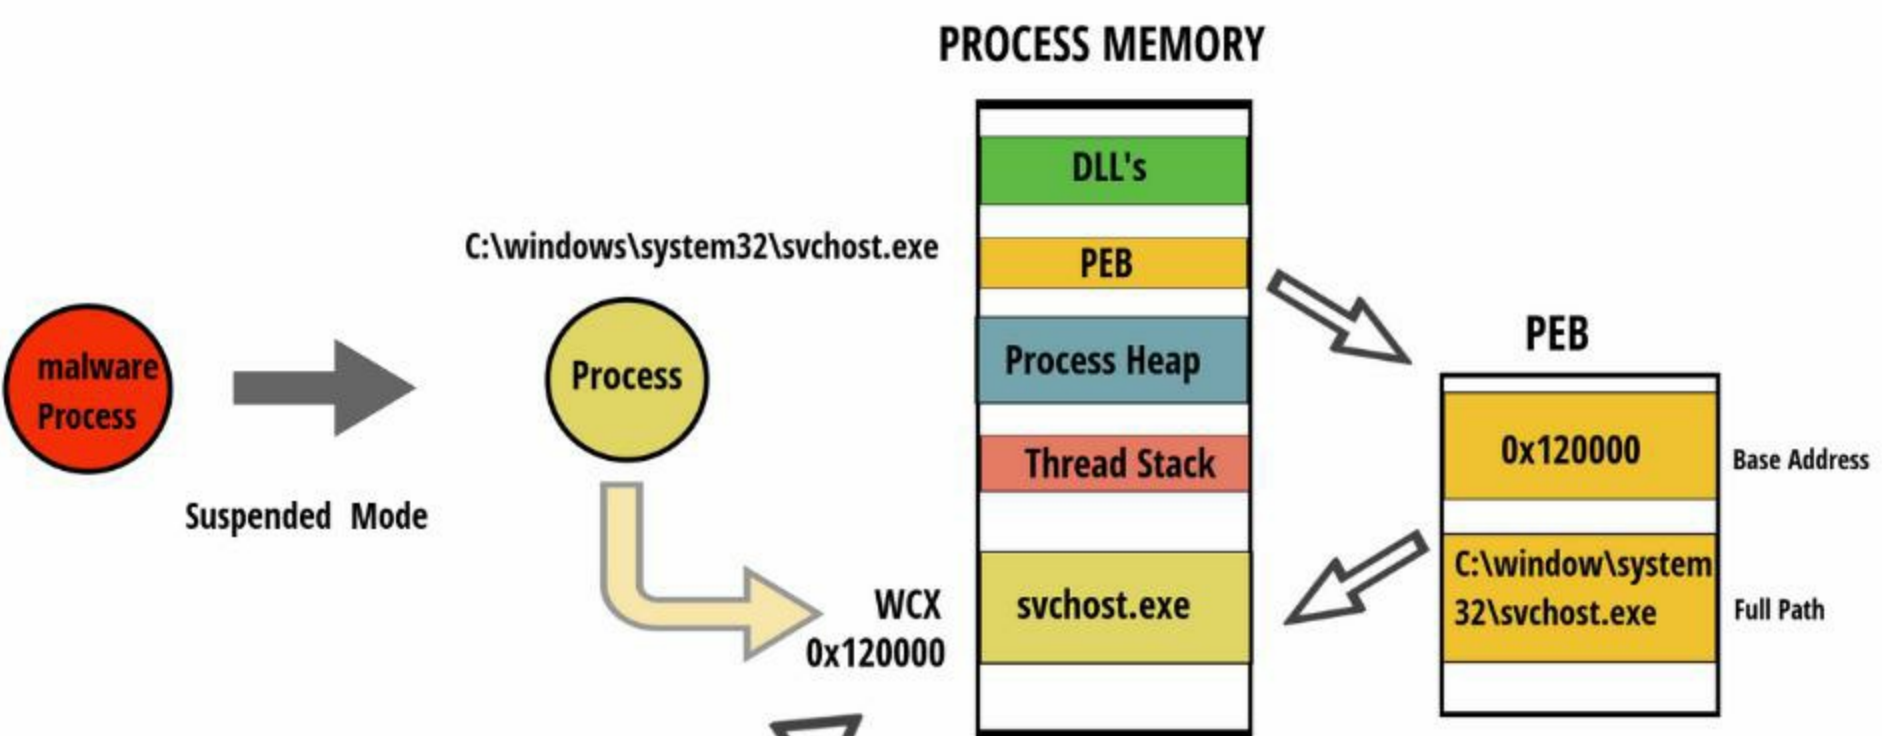 PROCESS MEMORY
DLL's
C:\windows\system32\svchost.exe
PEB
malware
Process
Process
Process Heap
PEB
Suspended Mode
Thread Stack
0x120000
Base Address
WCX
0x120000
svchost.exe
C:\window\system
32\svchost.exe
Full Path